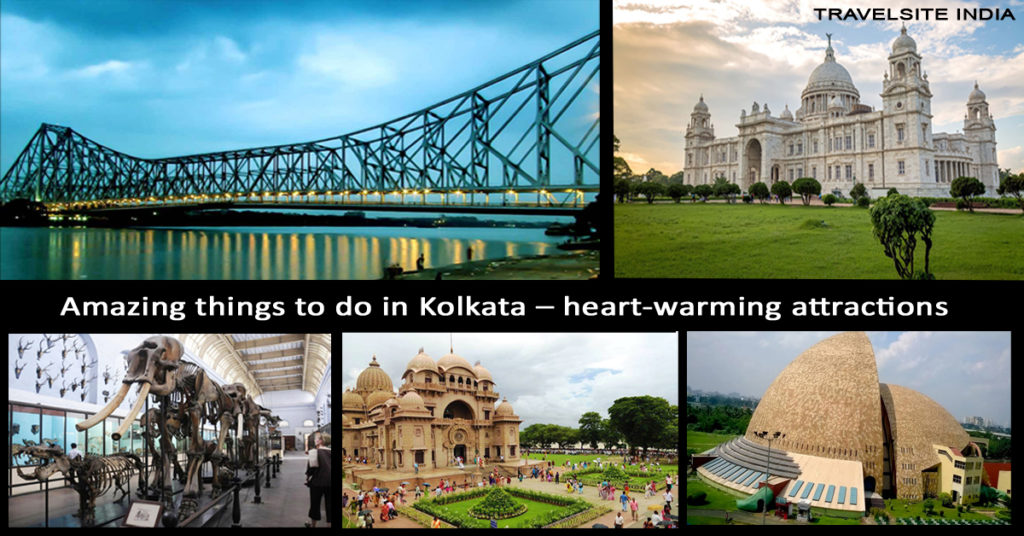 TRAVELSITE INDIA
Amazing things to do in Kolkata – heart-warming attractions